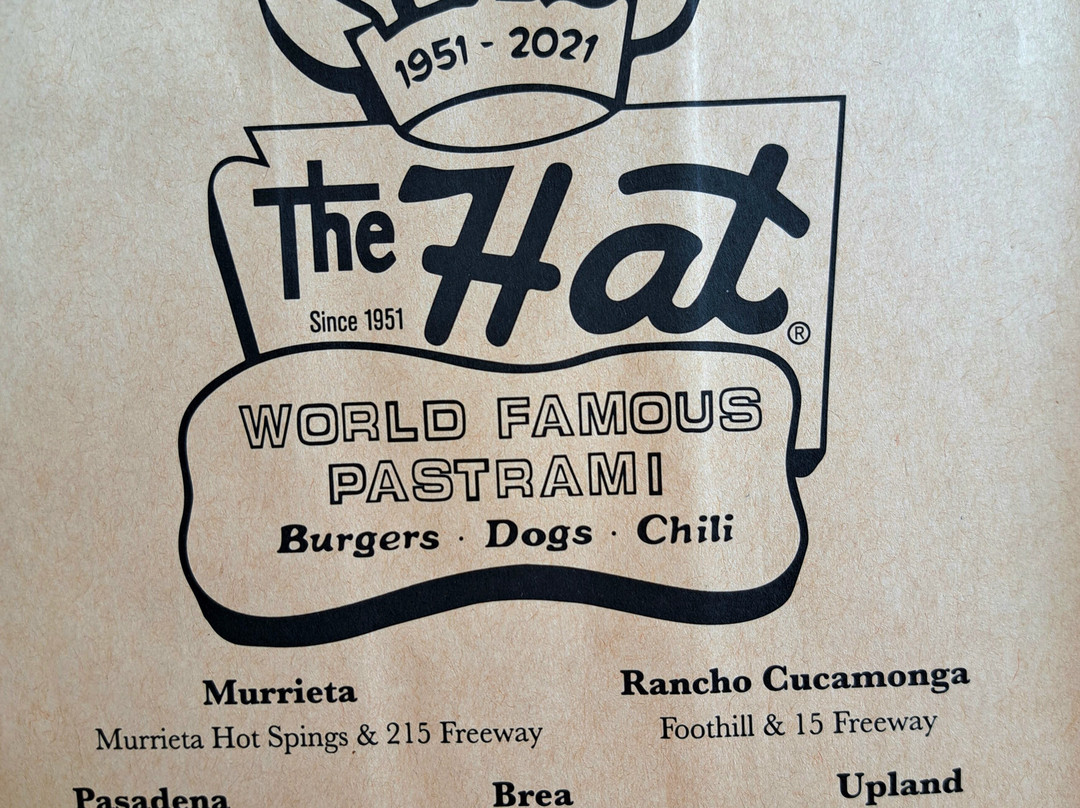 1951 - 2021
The Hat
Since 1951
®
WORLD FAMOUS
PASTRAMI
Burgers · Dogs · Chili
Murrieta
Murrieta Hot Spings & 215 Freeway
Rancho Cucamonga
Foothill & 15 Freeway
Pasadena
Brea
Upland